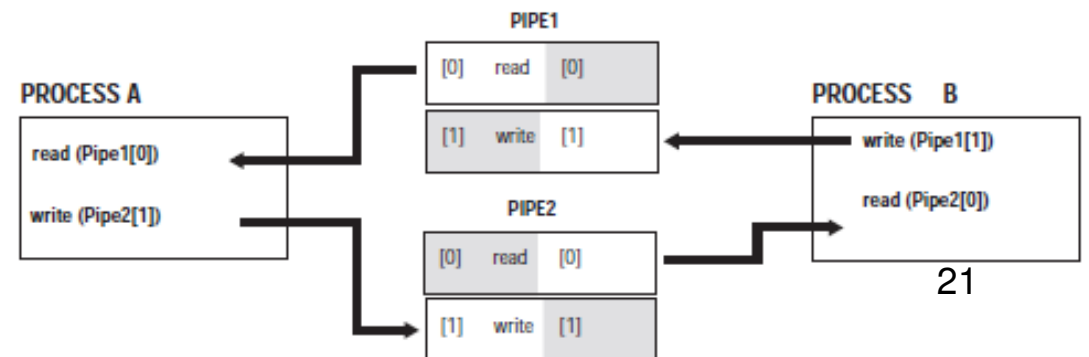 PIPE1
[0] read [0]
[1] write [1]
PROCESS A
read (Pipe1[0])
write (Pipe2[1])
PROCESS B
write (Pipe1[1])
read (Pipe2[0])
PIPE2
[0] read [0]
[1] write [1]
21